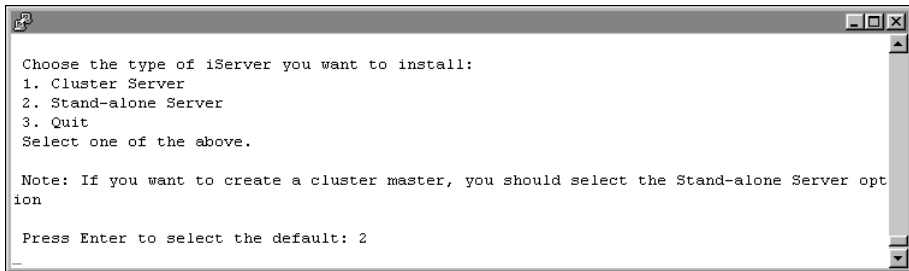 Choose the type of iServer you want to install:
1. Cluster Server
2. Stand-alone Server
3. Quit
Select one of the above.
Note: If you want to create a cluster master, you should select the Stand-alone Server opt
ion
Press Enter to select the default: 2
_